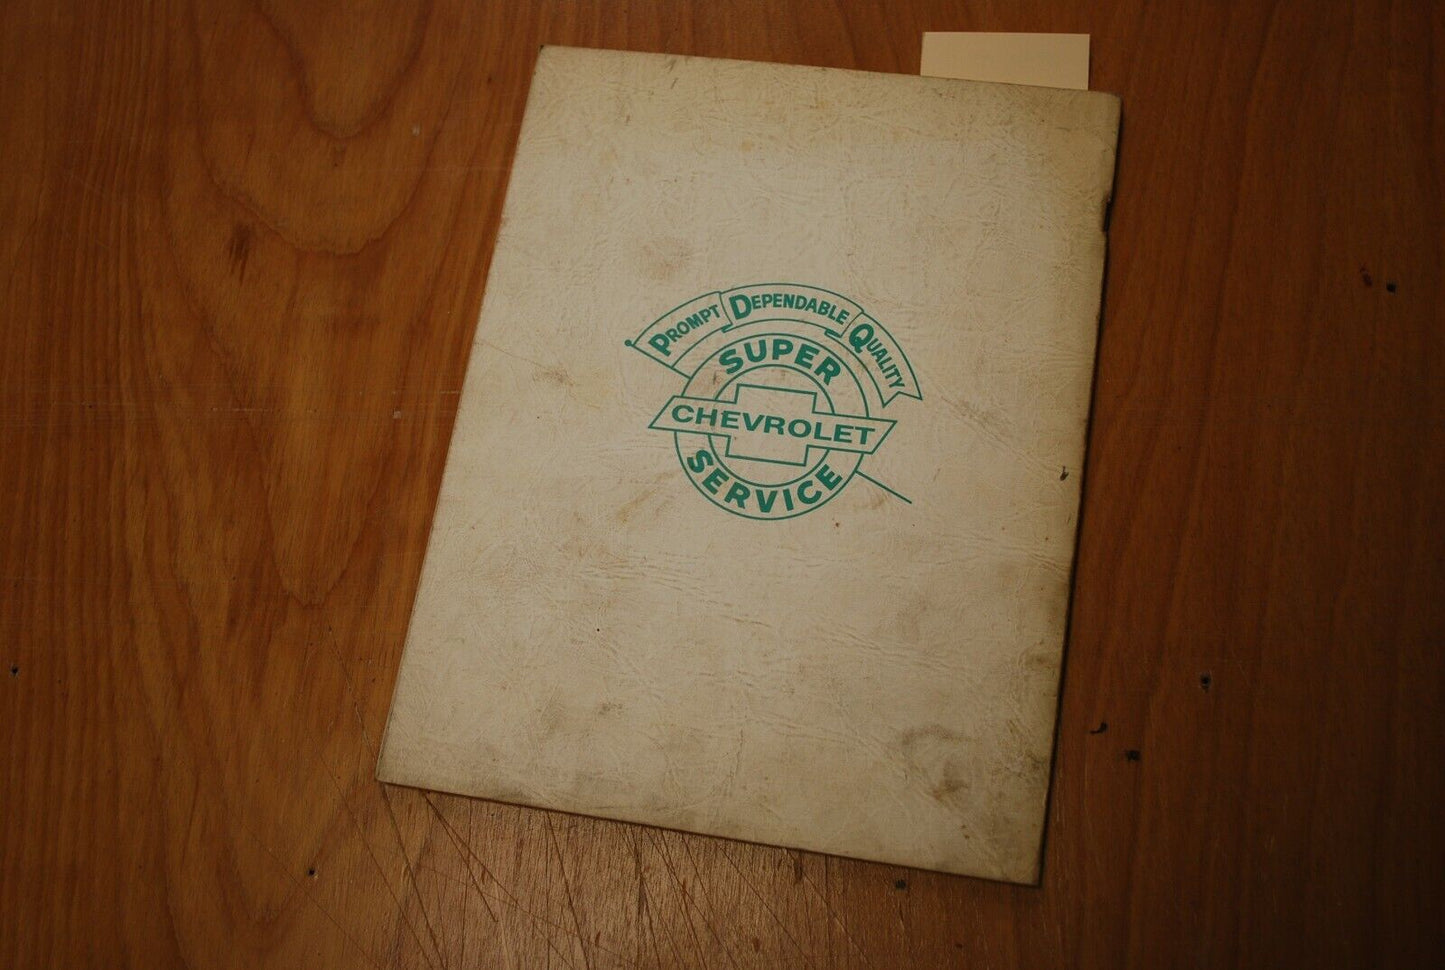 PROMPT DEPENDABLE QUALITY
SUPER
CHEVROLET
SERVICE